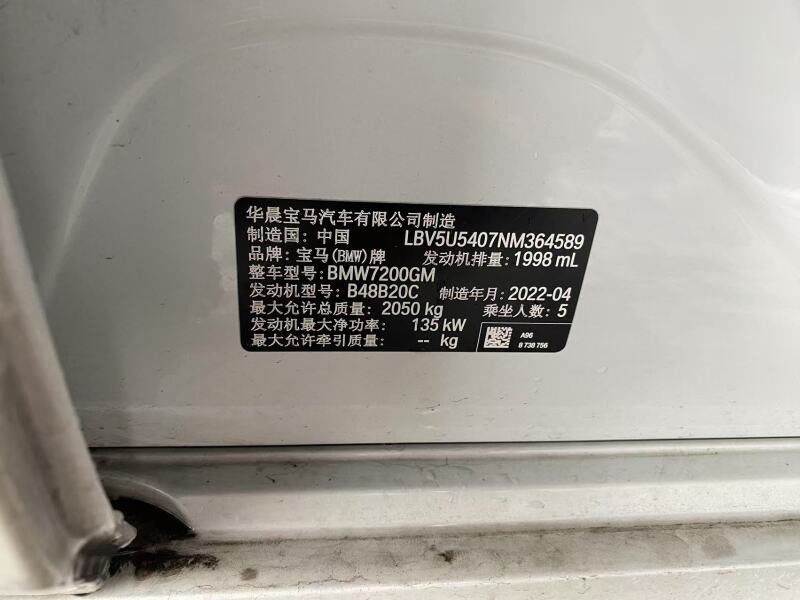 华晨宝马汽车有限公司制造
制造国: 中国 LBV5U5407NM364589
品牌: 宝马(BMW)牌 发动机排量: 1998 mL
整车型号: BMW7200GM
发动机型号: B48B20C 制造年月: 2022-04
最大允许总质量: 2050 kg 乘坐人数: 5
发动机最大净功率: 135 kW
最大允许牵引质量: -- kg
A96
8 738 756